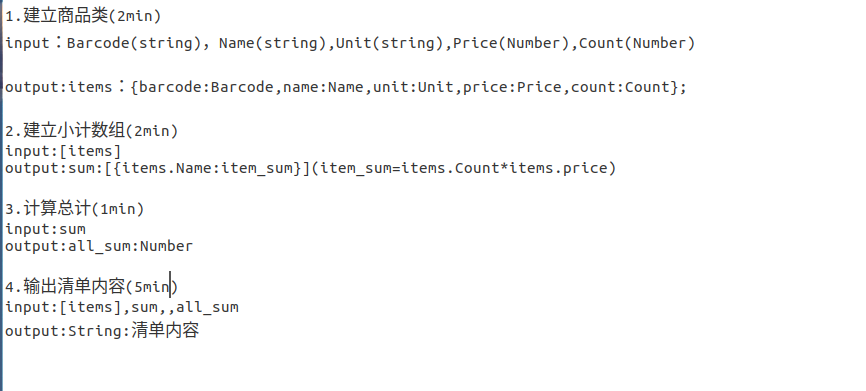 1.建立商品类(2min)
input：Barcode(string)，Name(string),Unit(string),Price(Number),Count(Number)
output:items：{barcode:Barcode,name:Name,unit:Unit,price:Price,count:Count};
2.建立小计数组(2min)
input:[items]
output:sum:[{items.Name:item_sum}](item_sum=items.Count*items.price)
3.计算总计(1min)
input:sum
output:all_sum:Number
4.输出清单内容(5min)
input:[items],sum,,all_sum
output:String:清单内容